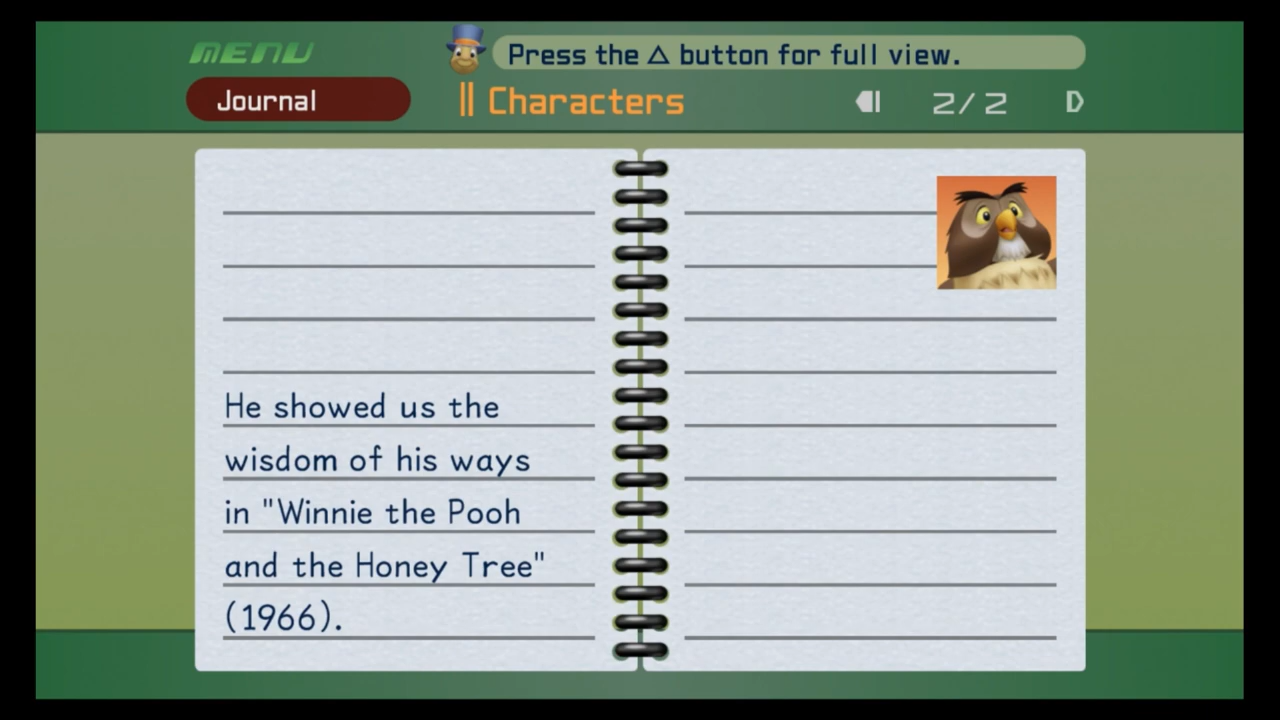 MENU
Press the △ button for full view.
Journal
Characters
2/2
He showed us the
wisdom of his ways
in "Winnie the Pooh
and the Honey Tree"
(1966).